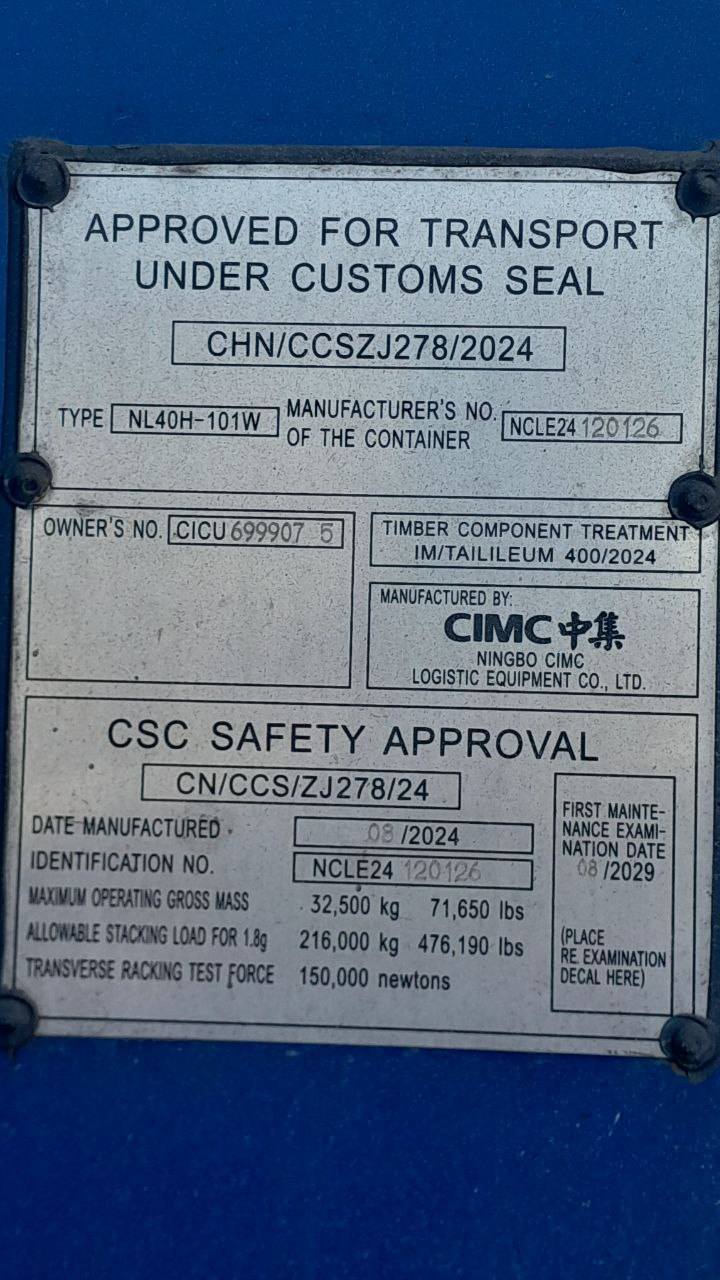 APPROVED FOR TRANSPORT
UNDER CUSTOMS SEAL
CHN/CCSZJ278/2024
TYPE NL40H-101W MANUFACTURER'S NO. OF THE CONTAINER NCLE24 120126
OWNER'S NO. CICU 699907 5
TIMBER COMPONENT TREATMENT
IM/TAILILEUM 400/2024
MANUFACTURED BY:
CIMC 中集
NINGBO CIMC
LOGISTIC EQUIPMENT CO., LTD.
CSC SAFETY APPROVAL
CN/CCS/ZJ278/24
DATE MANUFACTURED 08 /2024
IDENTIFICATION NO. NCLE24 120126
MAXIMUM OPERATING GROSS MASS 32,500 kg 71,650 lbs
ALLOWABLE STACKING LOAD FOR 1.8g 216,000 kg 476,190 lbs
TRANSVERSE RACKING TEST FORCE 150,000 newtons
FIRST MAINTE-
NANCE EXAMI-
NATION DATE
08 /2029
(PLACE
RE. EXAMINATION
DECAL HERE)